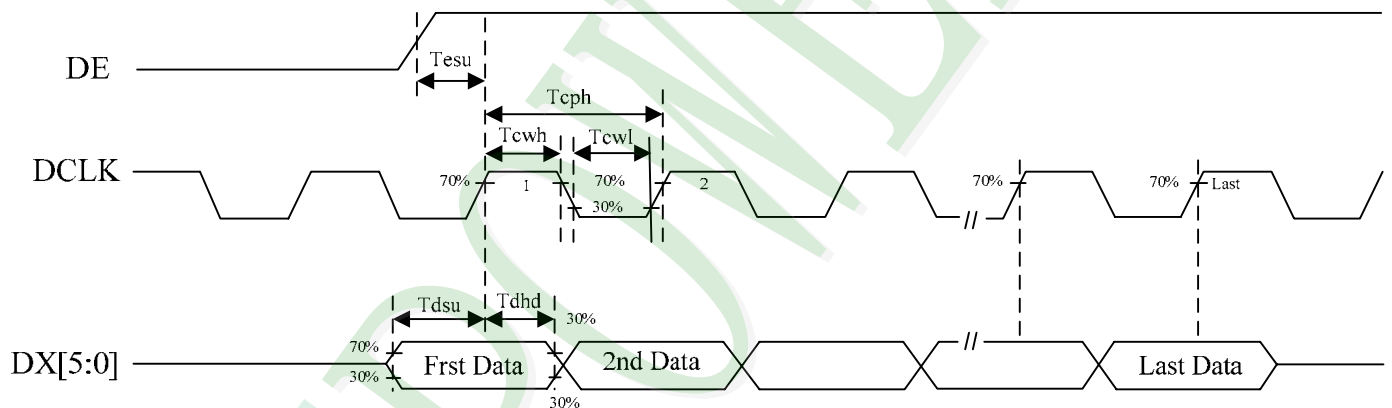 DE
Tesu
Tcph
Tcwh
Tcwl
DCLK
70%
1
70%
30%
2
//
70%
70%
Last
Tdsu
Tdhd
30%
DX[5:0]
70%
30%
Frst Data
30%
2nd Data
//
Last Data
POWE